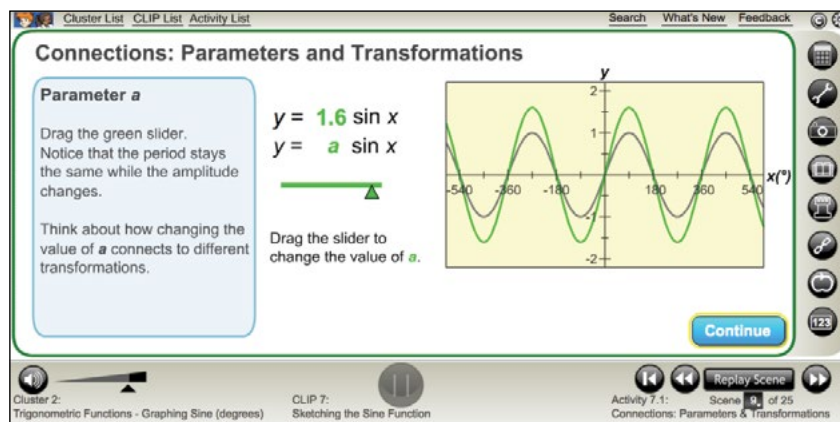 Cluster List CLIP List Activity List Search What's New Feedback
Connections: Parameters and Transformations
Parameter a
Drag the green slider.
Notice that the period stays
the same while the amplitude
changes.
Think about how changing the
value of a connects to different
transformations.
y = 1.6 sin x
y = a sin x
Drag the slider to
change the value of a.
y
2
1
x(°)
-540 -360 -180 180 360 540
-1
-2
Continue
123
Replay Scene
Cluster 2:
Trigonometric Functions - Graphing Sine (degrees)
CLIP 7:
Sketching the Sine Function
Activity 7.1: Scene 9 of 25
Connections: Parameters & Transformations